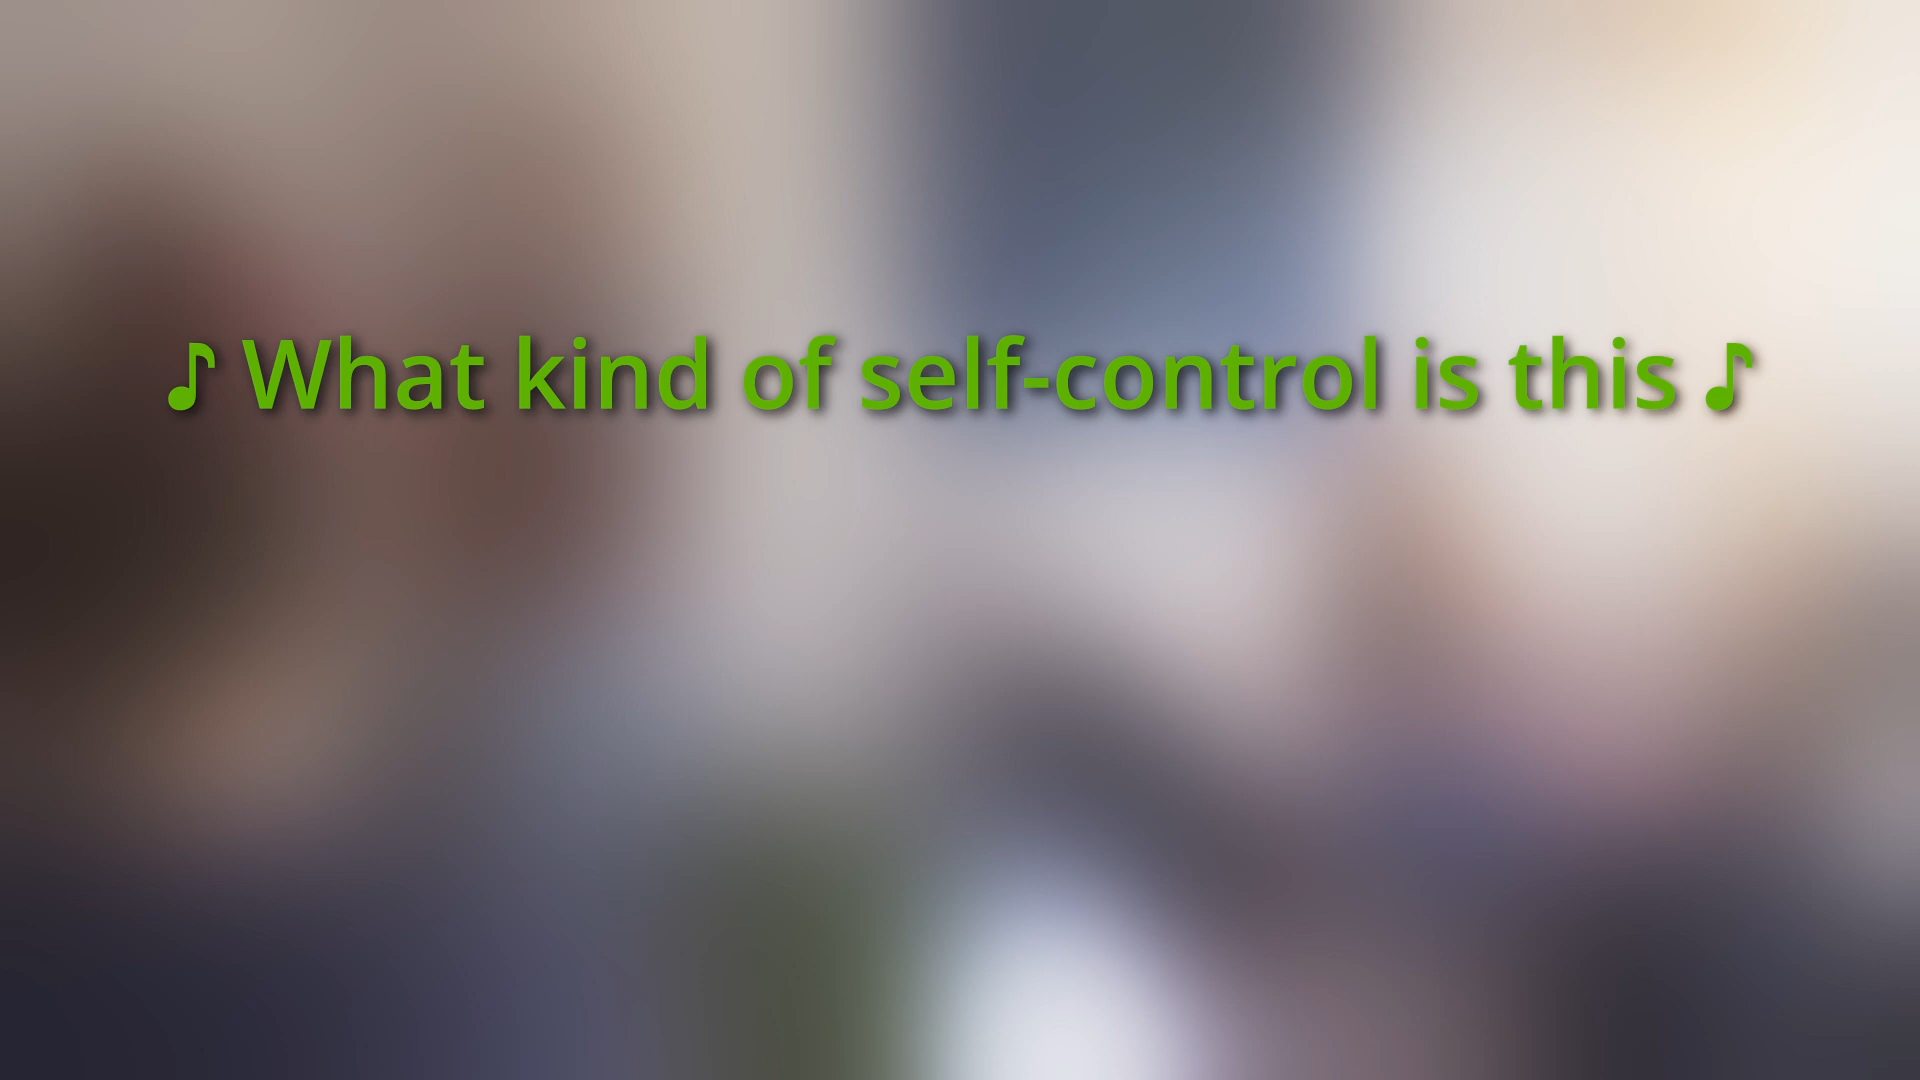 ♪ What kind of self-control is this ♪